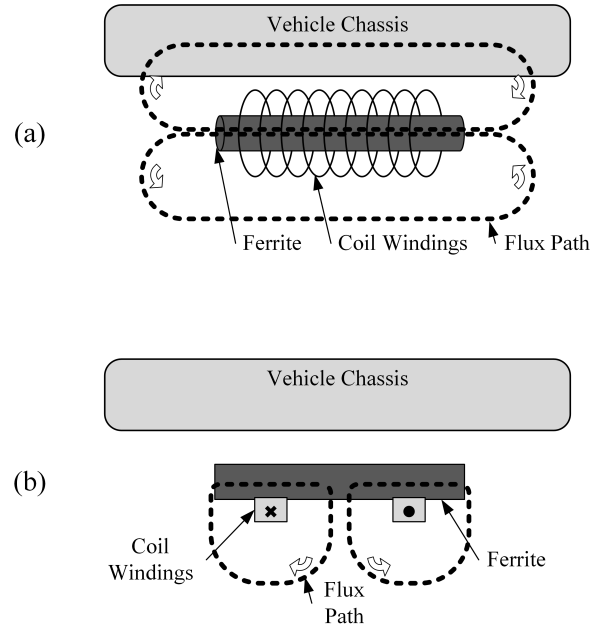 Vehicle Chassis
(a)
Ferrite
Coil Windings
Flux Path
Vehicle Chassis
(b)
Coil
Windings
Ferrite
Flux
Path